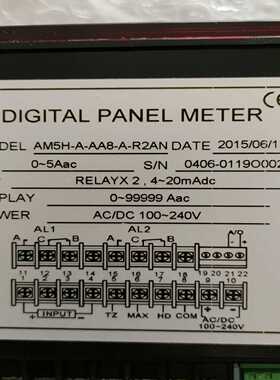 DIGITAL PANEL METER
DEL AM5H-A-AA8-A-R2AN DATE 2015/06/1
0~5Aac S/N 0406-0119O002
RELAYX 2 , 4~20mAdc
PLAY 0~99999 Aac
WER AC/DC 100~240V
AL1 AL2 A/O
A C B A C B - +
11 12 13 14 15 16 17 18 19 20 21 22
+ INPUT - TZ MAX HD COM
1 2 3 4 5 6 7 8 9 10
AC/DC
100~240V